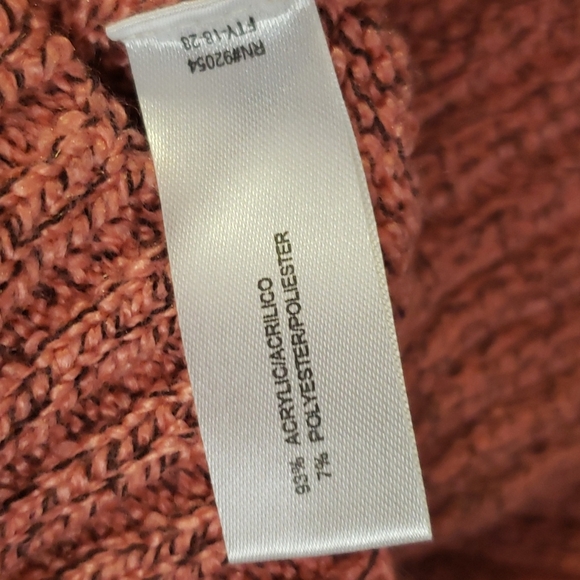 RN#92054
FTY-18-28
93% ACRYLIC/ACRILICO
7% POLYESTER/POLIESTER